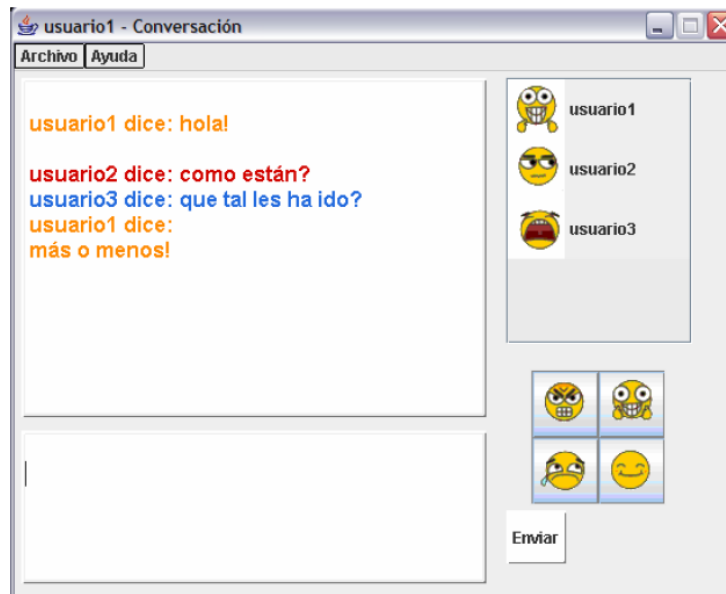 usuario1 - Conversación
Archivo Ayuda
usuario1 dice: hola!
usuario2 dice: como están?
usuario3 dice: que tal les ha ido?
usuario1 dice:
más o menos!
usuario1
usuario2
usuario3
Enviar